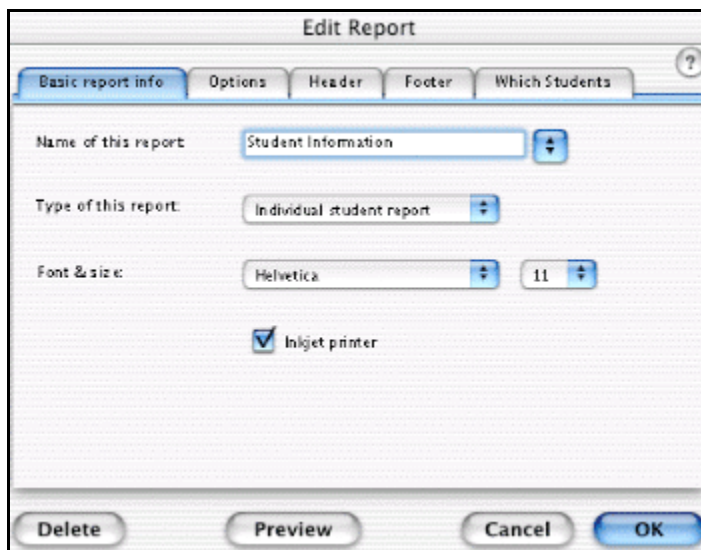 Edit Report
?
Basic report info Options Header Footer Which Students
Name of this report: Student Information
Type of this report: Individual student report
Font & size: Helvetica 11
Inkjet printer
Delete Preview Cancel OK